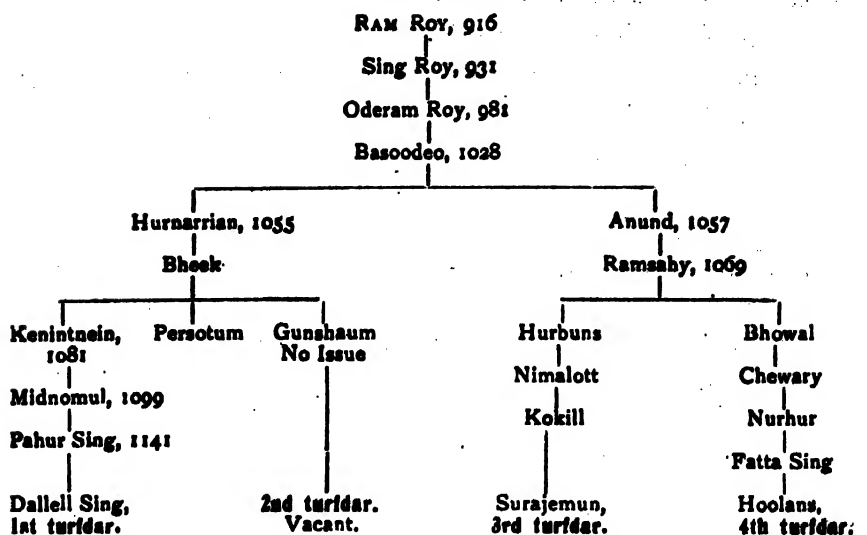 RAM ROY, 916
Sing Roy, 931
Oderam Roy, 981
Basoodeo, 1028
Hurnarrian, 1055 Anund, 1057
Bheek Ramsahy, 1069
Kenintnein, Persotum Gunshaum Hurbuns Bhowal
1081 No Issue
Nimalott Chewary
Midnomul, 1099
Kokill Nurhur
Pahur Sing, 1141
Fatta Sing
Dallell Sing, 2nd turfdar. Surajemun, Hoolans,
1st turfdar. Vacant. 3rd turfdar. 4th turfdar.